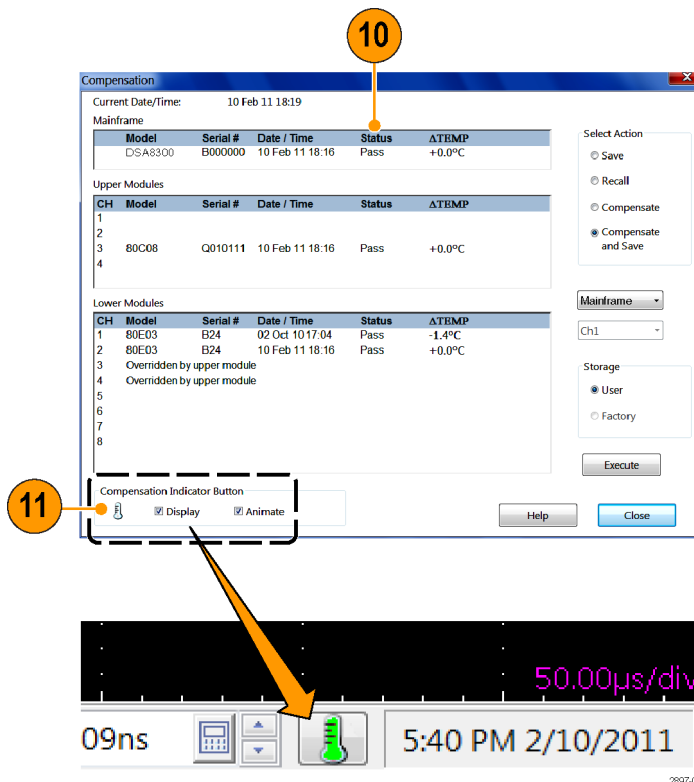 10
Compensation
X
Current Date/Time: 10 Feb 11 18:19
Mainframe
Model Serial # Date / Time Status ΔTEMP
DSA8300 B000000 10 Feb 11 18:16 Pass +0.0ºC
Upper Modules
CH Model Serial # Date / Time Status ΔTEMP
1
2
3 80C08 Q010111 10 Feb 11 18:16 Pass +0.0ºC
4
Lower Modules
CH Model Serial # Date / Time Status ΔTEMP
1 80E03 B24 02 Oct 10 17:04 Pass -1.4ºC
2 80E03 B24 10 Feb 11 18:16 Pass +0.0ºC
3 Overridden by upper module
4 Overridden by upper module
5
6
7
8
Select Action
Save
Recall
Compensate
Compensate
and Save
Mainframe
Ch1
Storage
User
Factory
Execute
11
Compensation Indicator Button
Display Animate
Help Close
50.00µs/div
09ns 5:40 PM 2/10/2011